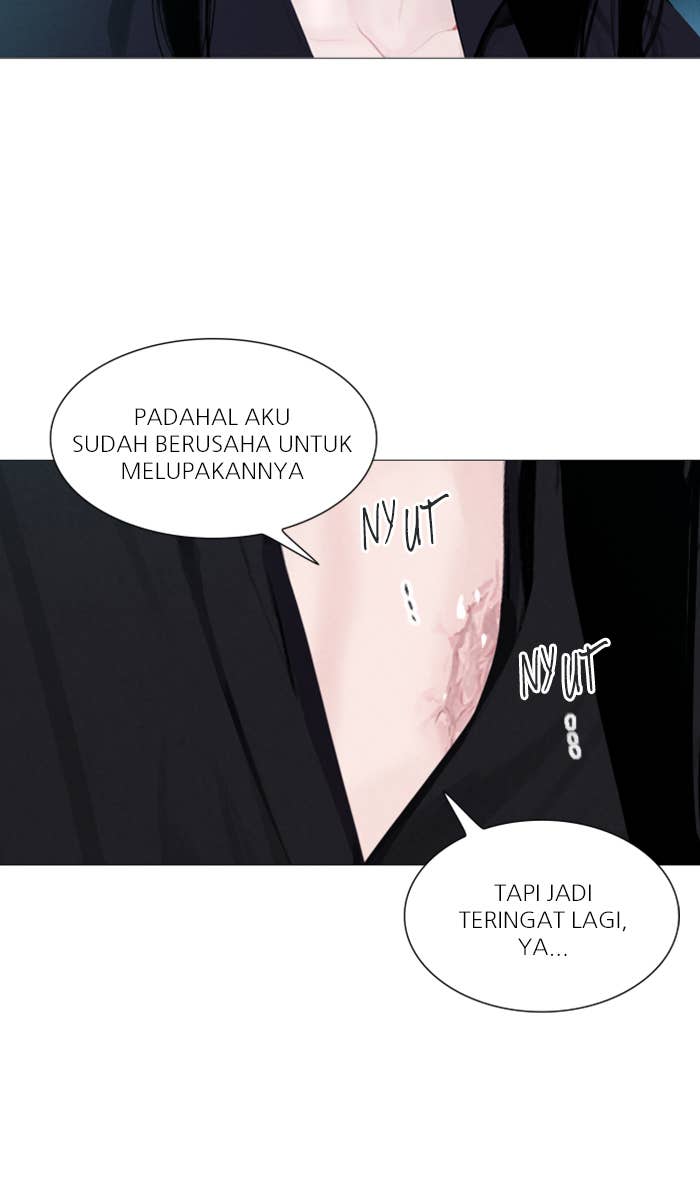 PADAHAL AKU
SUDAH BERUSAHA UNTUK
MELUPAKANNYA
NYUT
...
NYUT
...
TAPI JADI
TERINGAT LAGI,
YA...